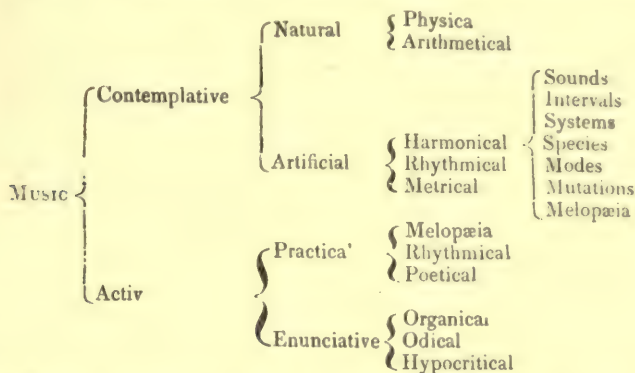 Natural
Physica
Arithmetical
Contemplative
Sounds
Intervals
Systems
Harmonical
Species
Artificial
Rhythmical
Modes
Metrical
Mutations
Music
Melopæia
Melopæia
Practica'
Rhythmical
Activ
Poetical
Organical
Enunciative
Odical
Hypocritical